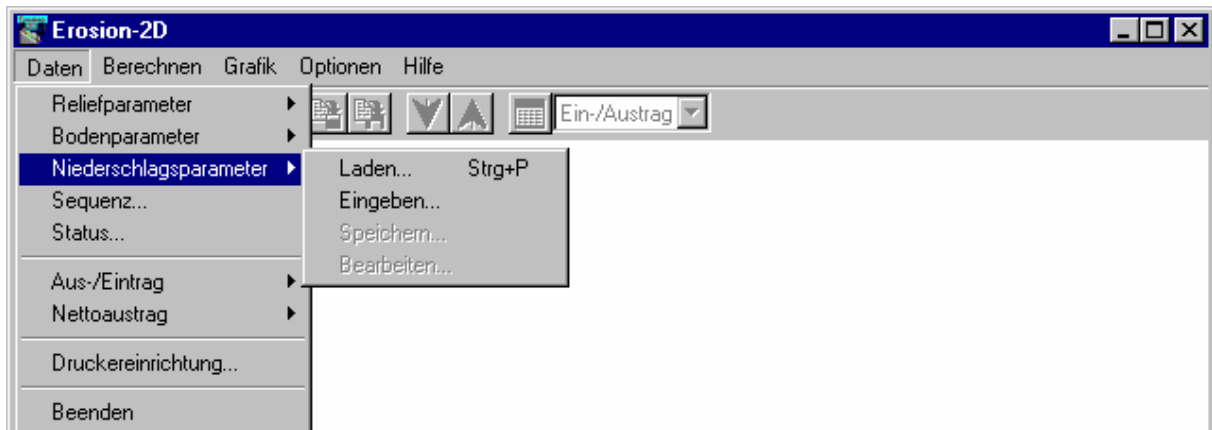 Erosion-2D
Daten Berechnen Grafik Optionen Hilfe
Ein-/Austrag
Reliefparameter
Bodenparameter
Niederschlagsparameter
Sequenz...
Status...
Aus-/Eintrag
Nettoaustrag
Druckereinrichtung...
Beenden
Laden... Strg+P
Eingeben...
Speichern...
Bearbeiten...